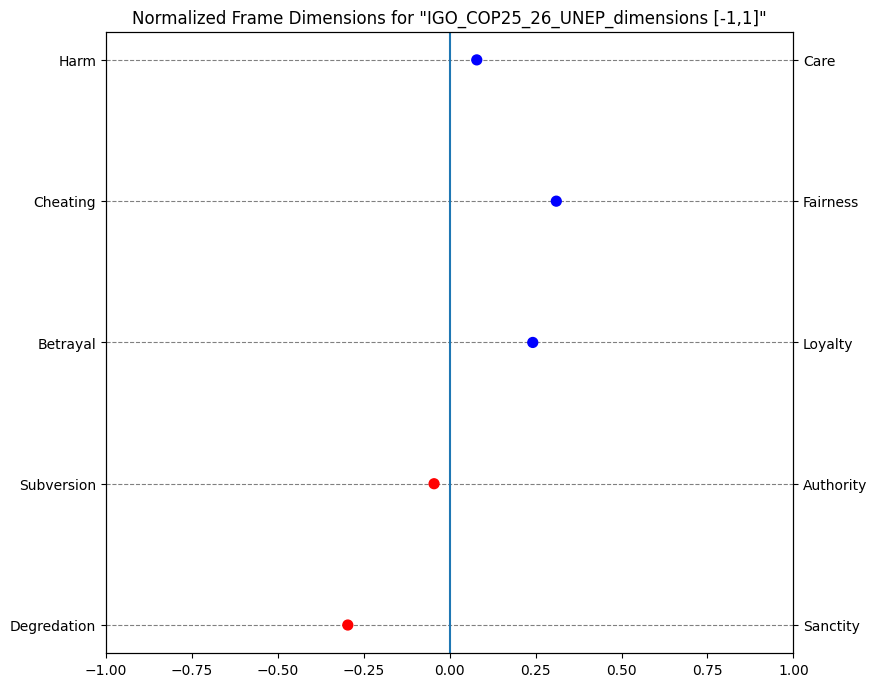 Normalized Frame Dimensions for "IGO_COP25_26_UNEP_dimensions [-1,1]"
Harm Care
Cheating Fairness
Betrayal Loyalty
Subversion Authority
Degredation Sanctity
−1.00 −0.75 −0.50 −0.25 0.00 0.25 0.50 0.75 1.00